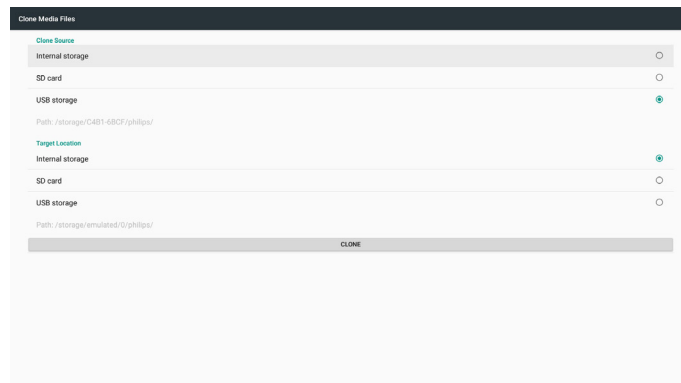 Clone Media Files
Clone Source
Internal storage
SD card
USB storage
Path: /storage/C4B1-6BCF/philips/
Target Location
Internal storage
SD card
USB storage
Path: /storage/emulated/0/philips/
CLONE